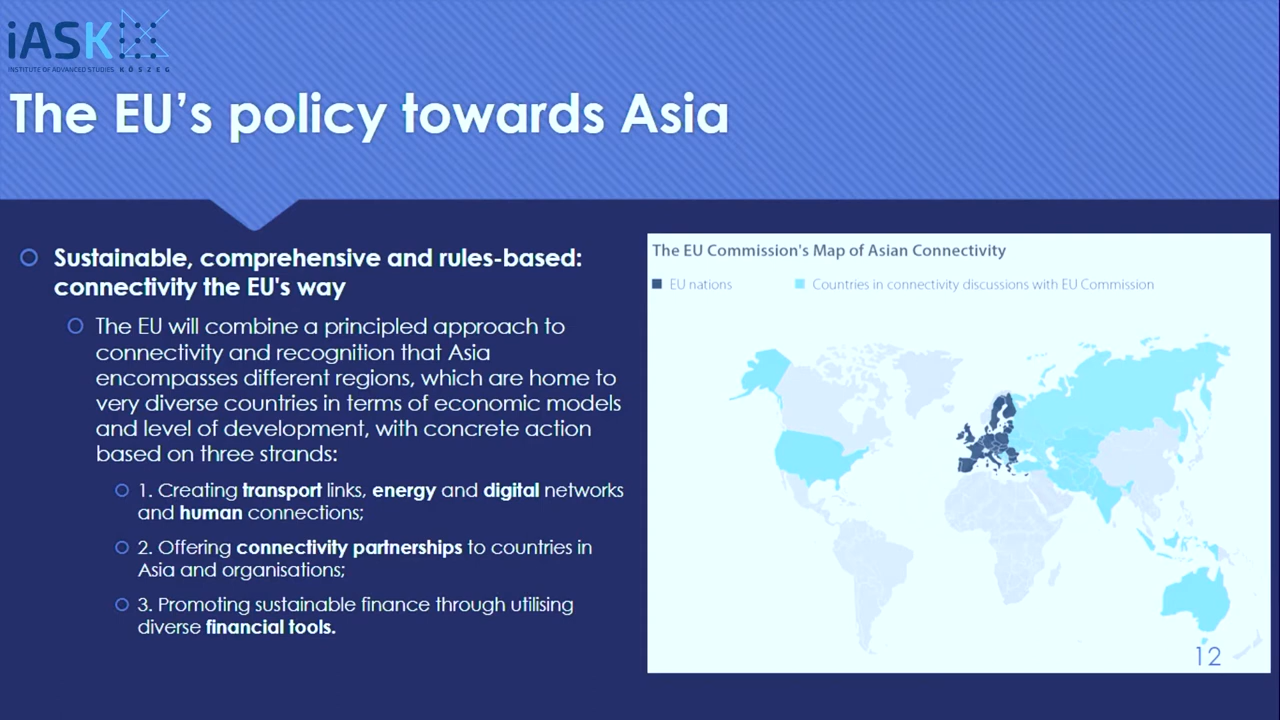 iASK
INSTITUTE OF ADVANCED STUDIES KŐSZEG
The EU's policy towards Asia
Sustainable, comprehensive and rules-based:
connectivity the EU's way
The EU will combine a principled approach to
connectivity and recognition that Asia
encompasses different regions, which are home to
very diverse countries in terms of economic models
and level of development, with concrete action
based on three strands:
1. Creating transport links, energy and digital networks
and human connections;
2. Offering connectivity partnerships to countries in
Asia and organisations;
3. Promoting sustainable finance through utilising
diverse financial tools.
The EU Commission's Map of Asian Connectivity
EU nations
Countries in connectivity discussions with EU Commission
12